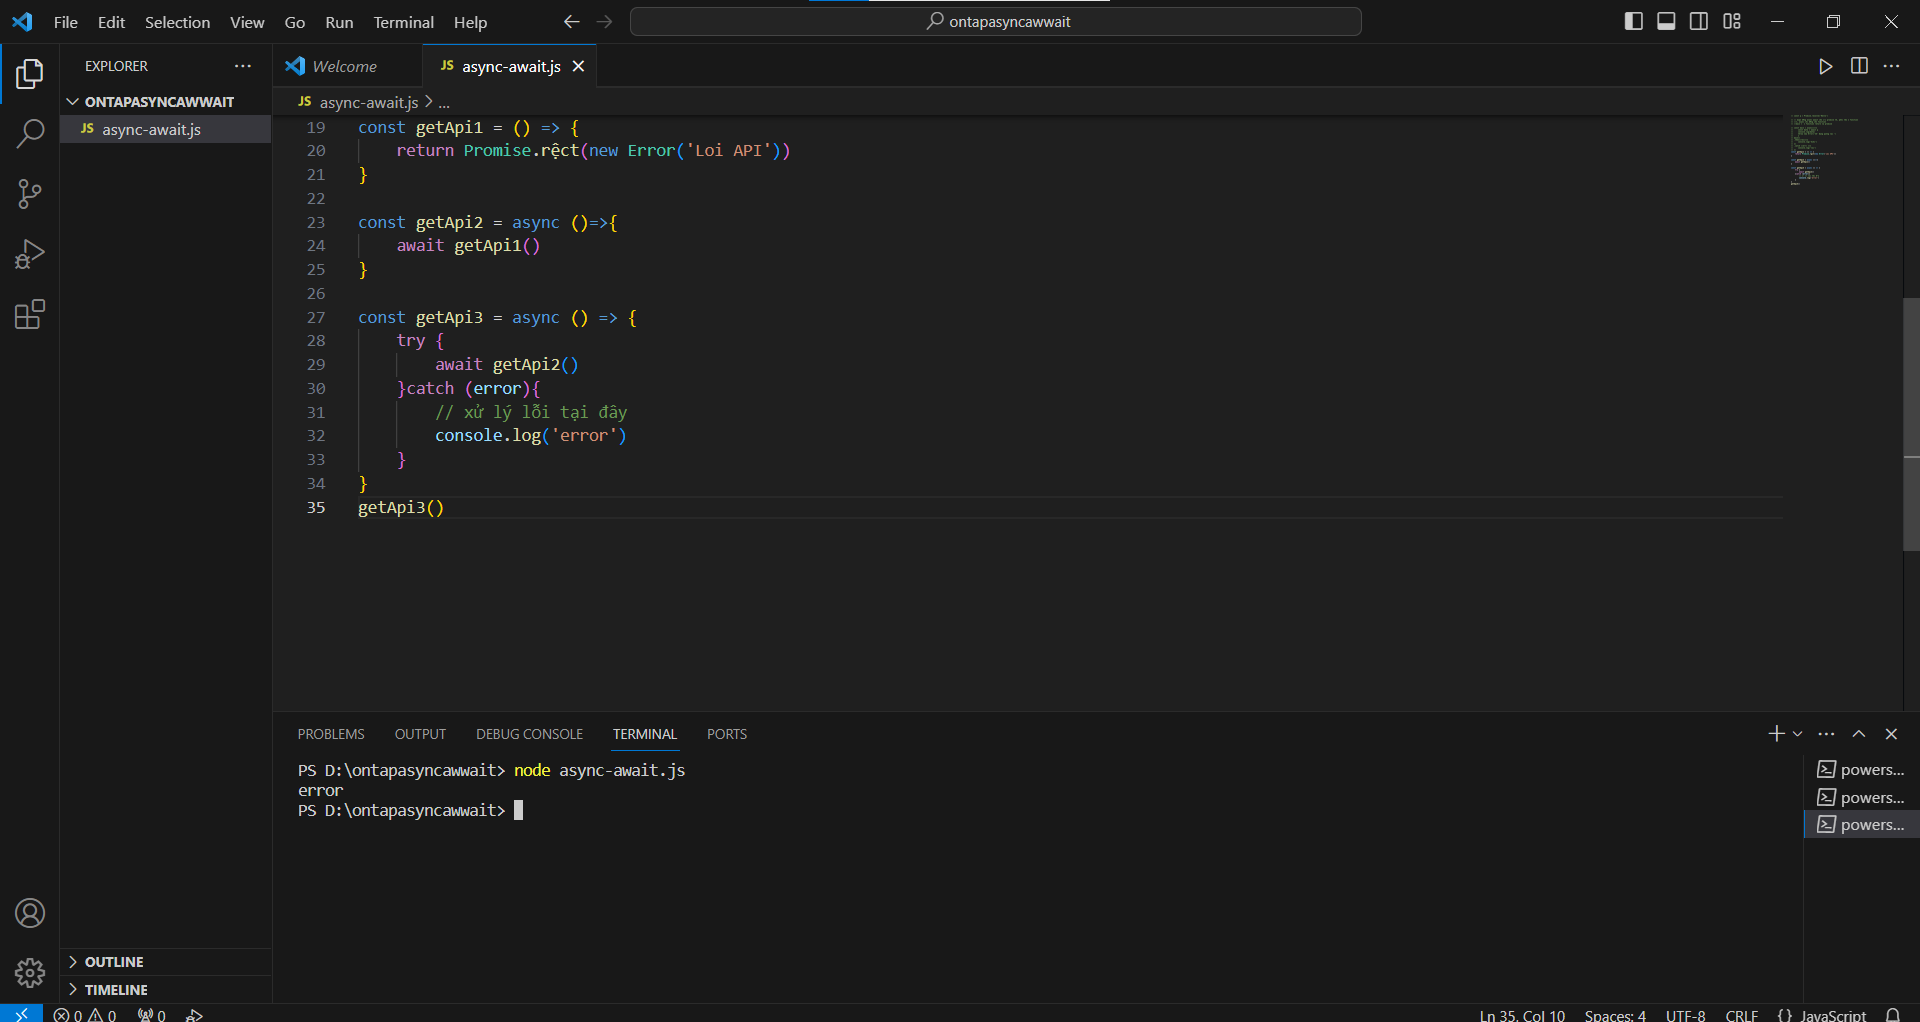 File Edit Selection View Go Run Terminal Help
ontapasyncawwait
EXPLORER
ONTAPASYNCAWWAIT
JS async-await.js
Welcome
JS async-await.js
JS async-await.js > ...
19 const getApi1 = () => {
20 return Promise.rệct(new Error('Loi API'))
21 }
22
23 const getApi2 = async ()=>{
24 await getApi1()
25 }
26
27 const getApi3 = async () => {
28 try {
29 await getApi2()
30 }catch (error){
31 // xử lý lỗi tại đây
32 console.log('error')
33 }
34 }
35 getApi3()
PROBLEMS OUTPUT DEBUG CONSOLE TERMINAL PORTS
PS D:\ontapasyncawwait> node async-await.js
error
PS D:\ontapasyncawwait>
powers...
powers...
powers...
OUTLINE
TIMELINE
0 0 0
Ln 35, Col 10 Spaces: 4 UTF-8 CRLF {} JavaScript